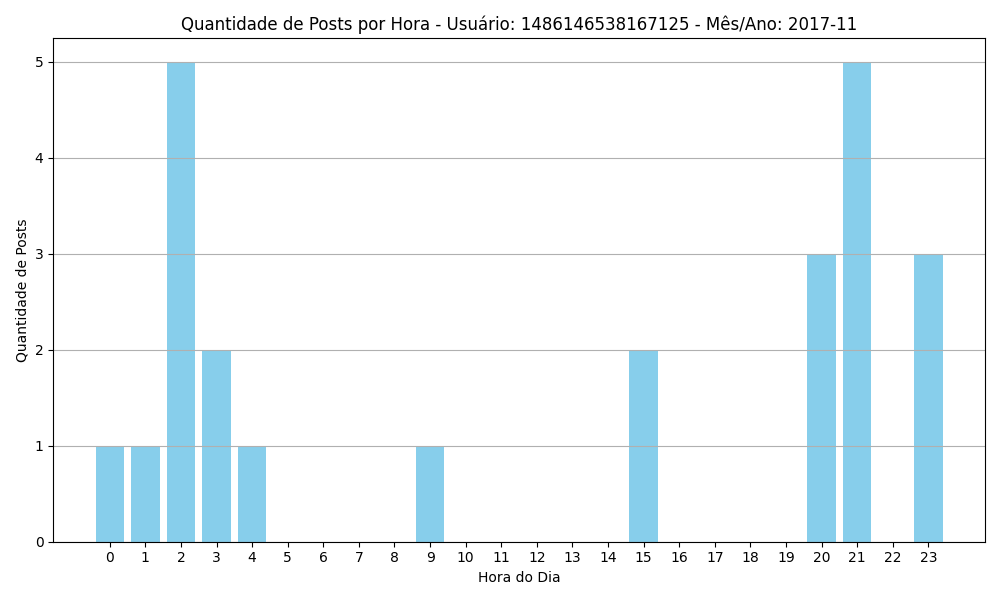 Quantidade de Posts por Hora - Usuário: 1486146538167125 - Mês/Ano: 2017-11
Quantidade de Posts
5
4
3
2
1
0
0 1 2 3 4 5 6 7 8 9 10 11 12 13 14 15 16 17 18 19 20 21 22 23
Hora do Dia